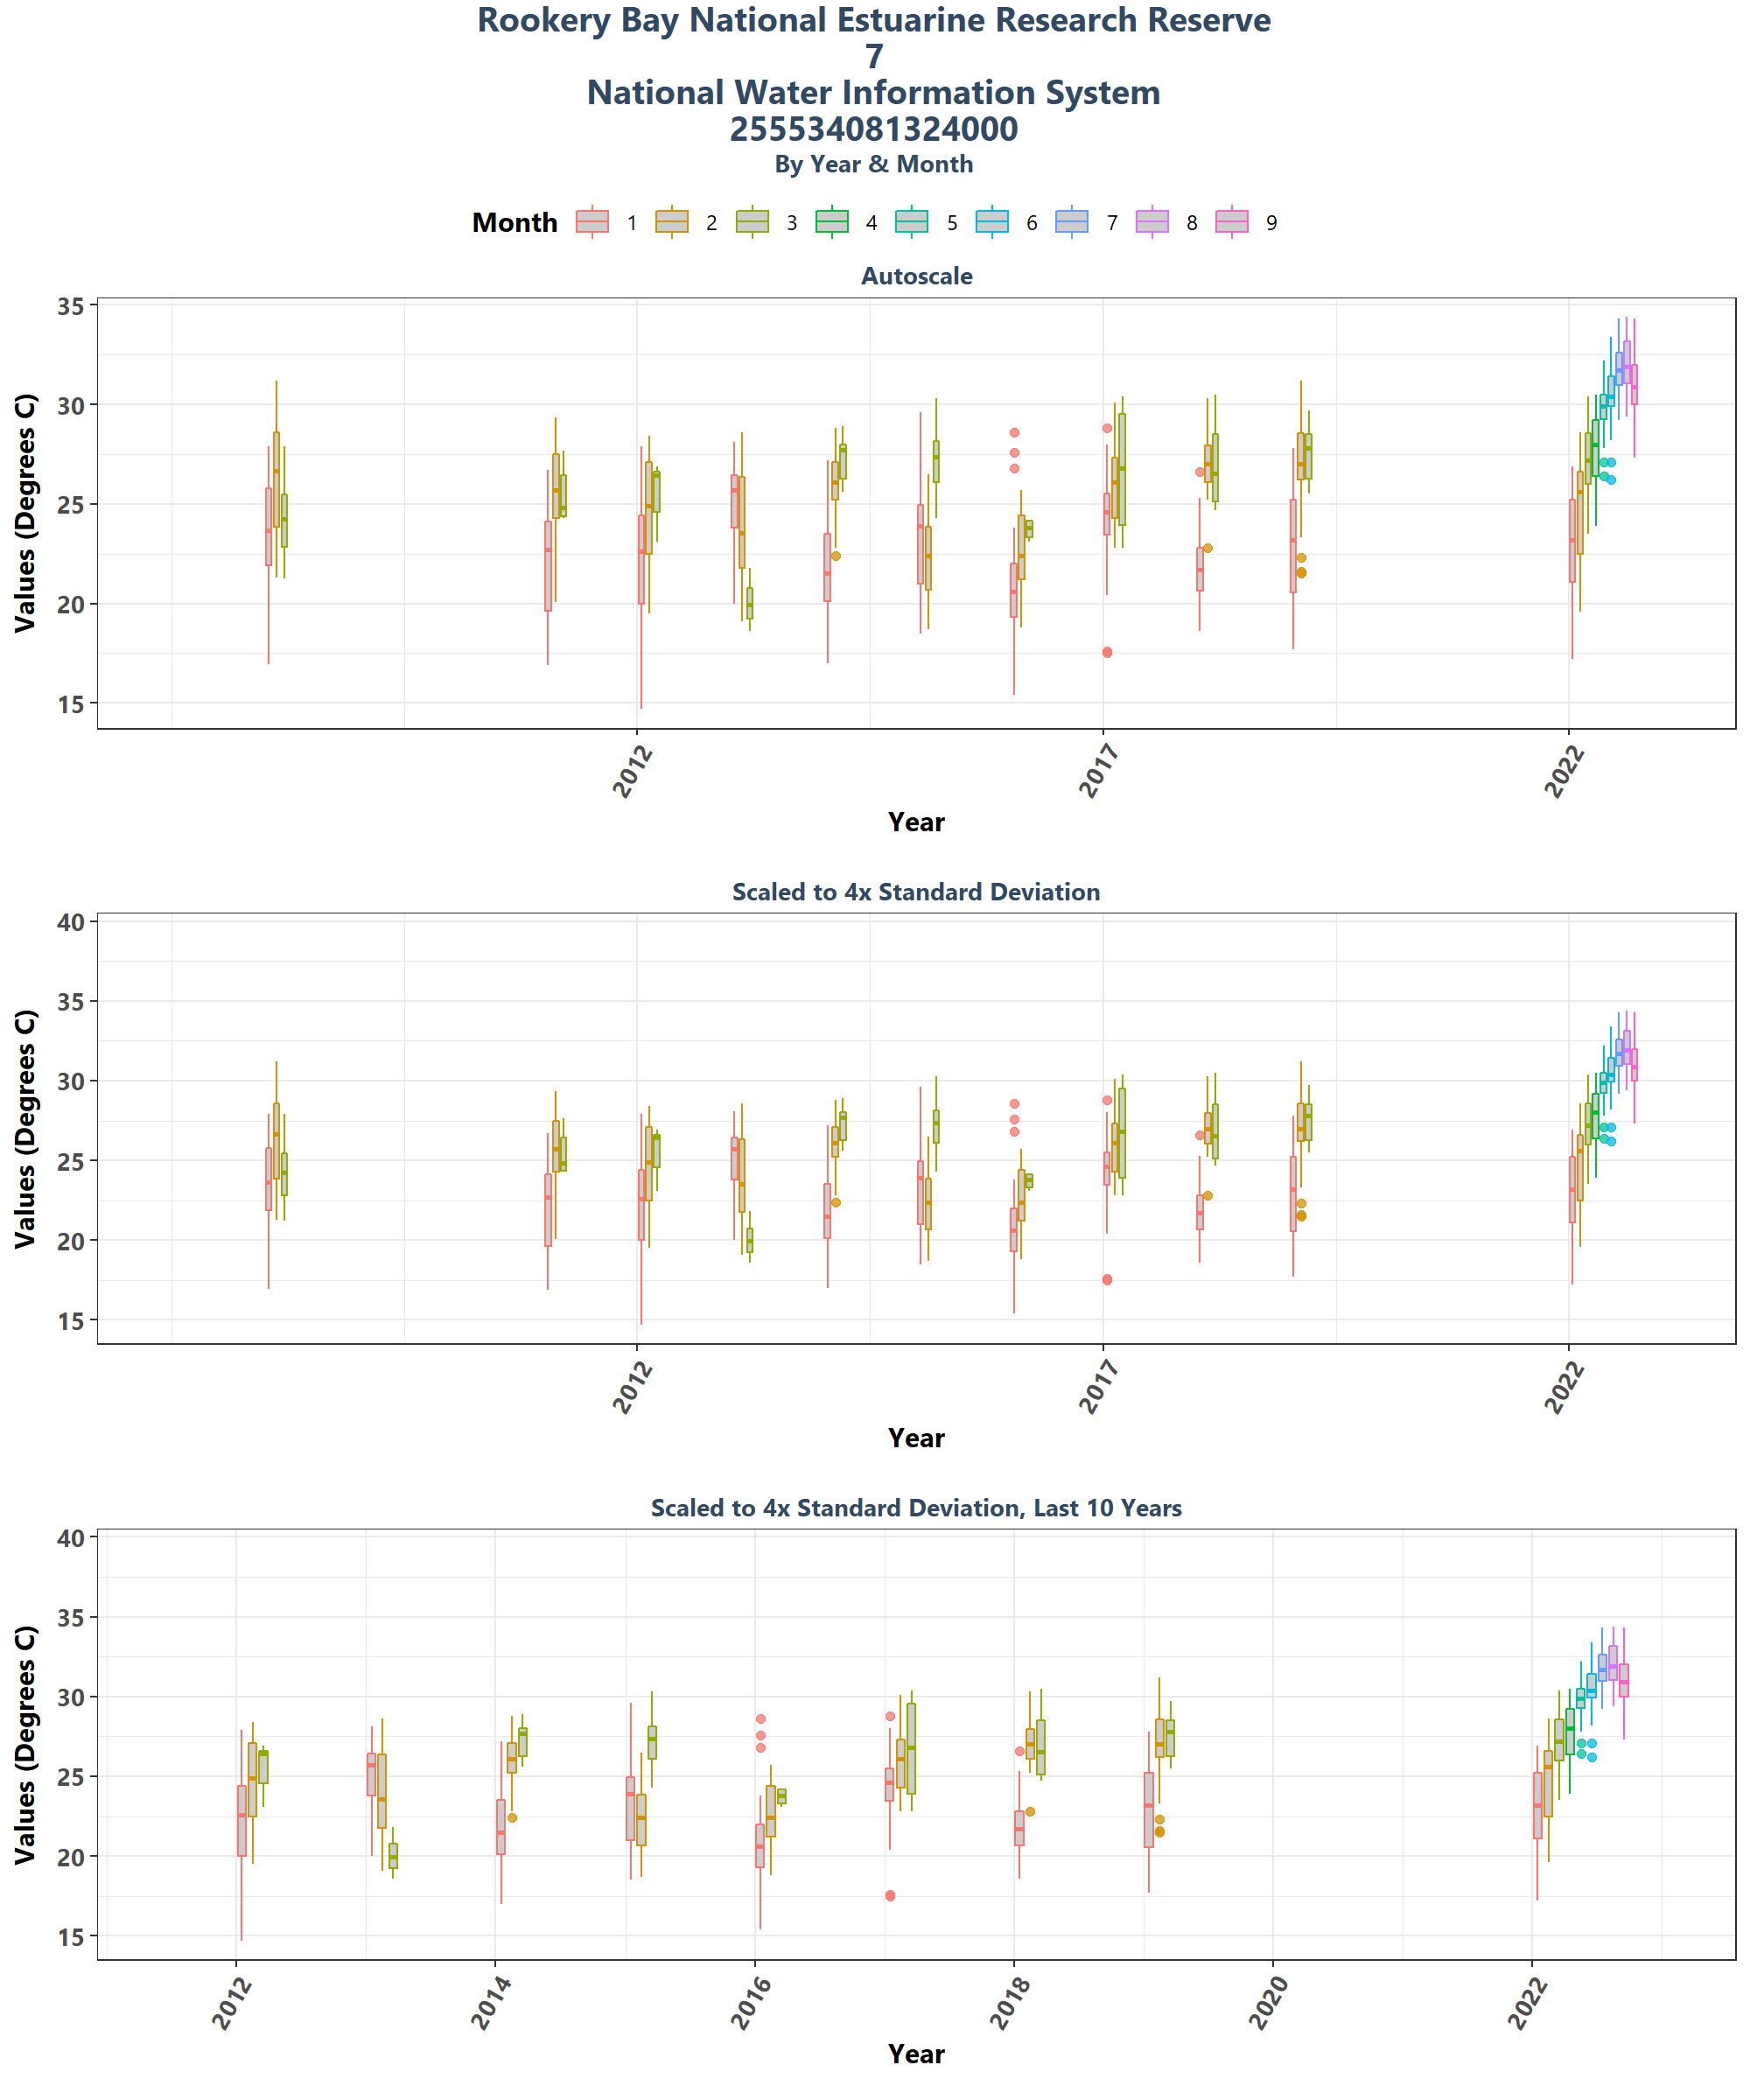 Rookery Bay National Estuarine Research Reserve
7
National Water Information System
255534081324000
By Year & Month
Month 1 2 3 4 5 6 7 8 9
Autoscale
Values (Degrees C)
35
30
25
20
15
2012 2017 2022
Year
Scaled to 4x Standard Deviation
Values (Degrees C)
40
35
30
25
20
15
2012 2017 2022
Year
Scaled to 4x Standard Deviation, Last 10 Years
Values (Degrees C)
40
35
30
25
20
15
2012 2014 2016 2018 2020 2022
Year